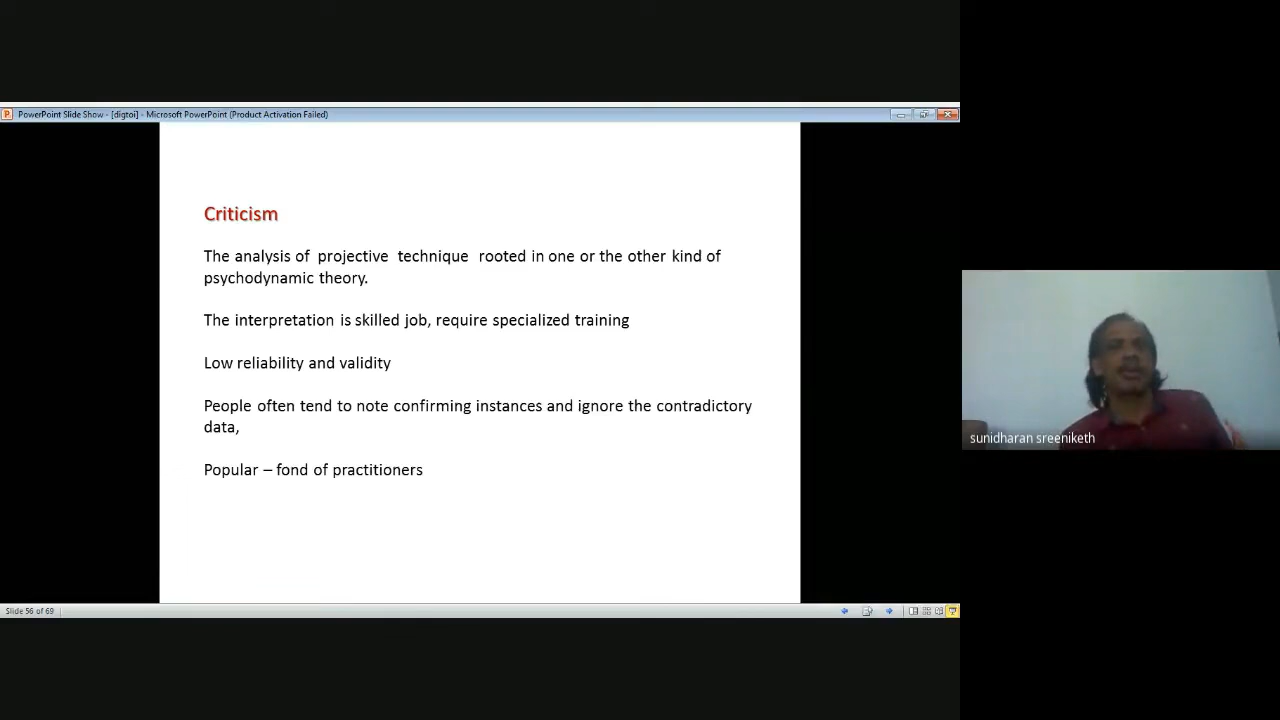 PowerPoint Slide Show - [digtoi] - Microsoft PowerPoint (Product Activation Failed)
Criticism
The analysis of projective technique rooted in one or the other kind of
psychodynamic theory.
The interpretation is skilled job, require specialized training
Low reliability and validity
People often tend to note confirming instances and ignore the contradictory
data,
Popular – fond of practitioners
sunidharan sreeniketh
Slide 56 of 69